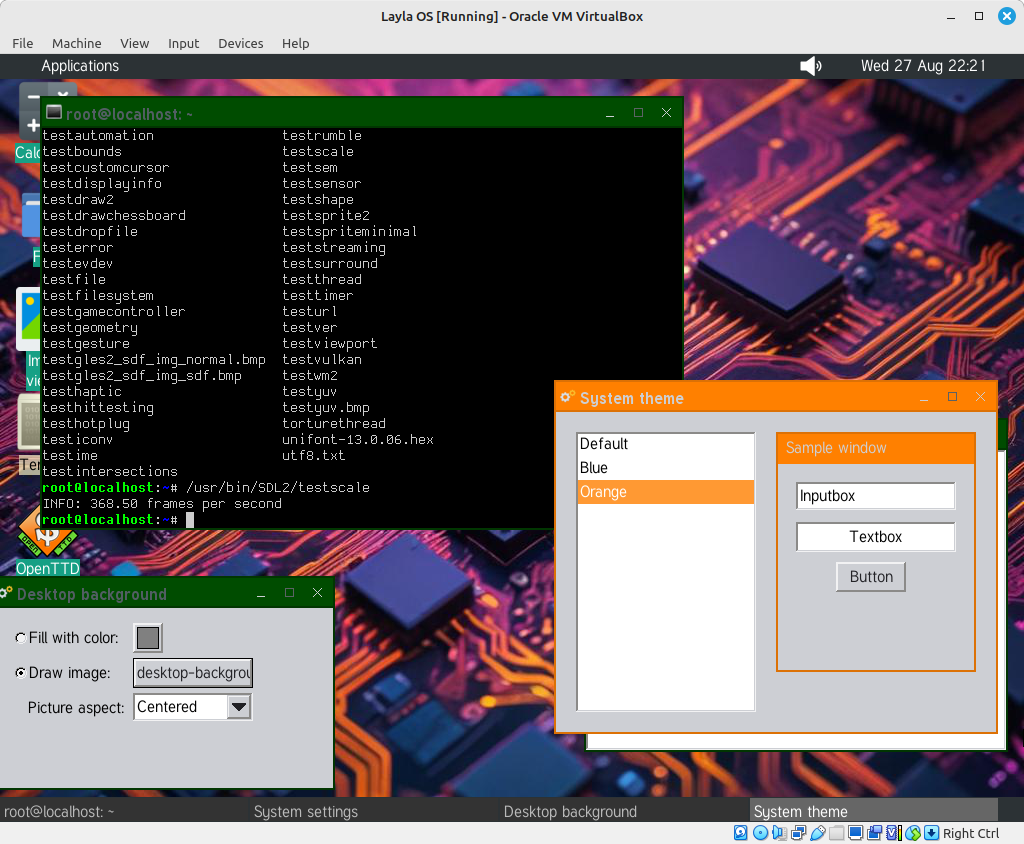 Layla OS [Running] - Oracle VM VirtualBox
File Machine View Input Devices Help
Applications Wed 27 Aug 22:21
root@localhost: ~
testautomation testrumble
testbounds testscale
testcustomcursor testsem
testdisplayinfo testsensor
testdraw2 testshape
testdrawchessboard testsprite2
testdropfile testspriteminimal
testerror teststreaming
testevdev testsurround
testfile testthread
testfilesystem testtimer
testgamecontroller testurl
testgeometry testver
testgesture testviewport
testgles2_sdf_img_normal.bmp testvulkan
testgles2_sdf_img_sdf.bmp testwm2
testhaptic testyuv
testhittesting testyuv.bmp
testhotplug torturethread
testiconv unifont-13.0.06.hex
testime utf8.txt
testintersections
root@localhost:~# /usr/bin/SDL2/testscale
INFO: 368.50 frames per second
root@localhost:~#
Calc
F
Im
vie
Ter
OPEN TTD
OpenTTD
System theme
Default
Blue
Orange
Sample window
Inputbox
Textbox
Button
Desktop background
Fill with color:
Draw image: desktop-backgrou
Picture aspect: Centered
root@localhost: ~ System settings Desktop background System theme
Right Ctrl